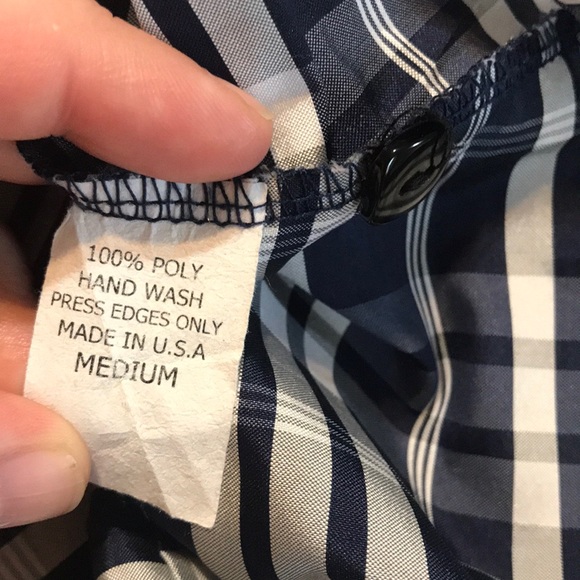 100% POLY
HAND WASH
PRESS EDGES ONLY
MADE IN U.S.A
MEDIUM